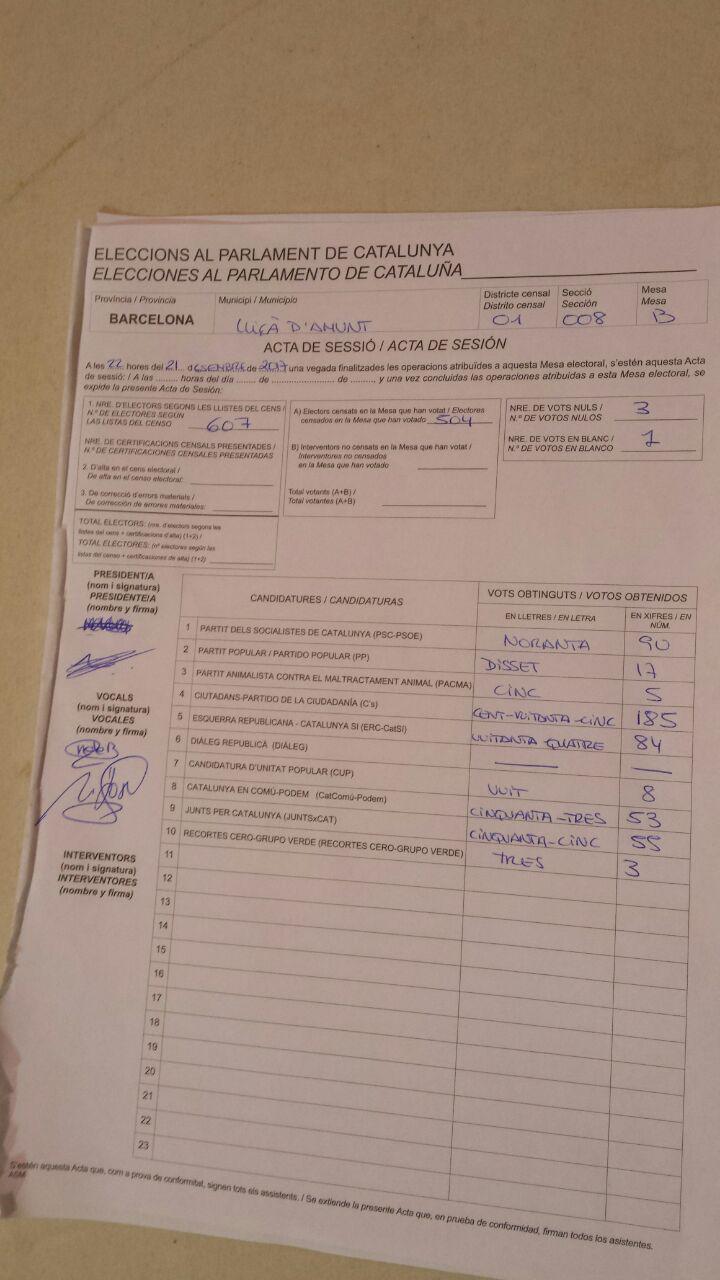 ELECCIONS AL PARLAMENT DE CATALUNYA
ELECCIONES AL PARLAMENTO DE CATALUÑA
Província / Provincia
BARCELONA
Municipi / Municipio
LLIÇÀ D'AMUNT
Districte censal
Distrito censal
01
Secció
Sección
008
Mesa
Mesa
B
ACTA DE SESSIÓ / ACTA DE SESIÓN
A les 22 hores del 21 de DESEMBRE de 2017 una vegada finalitzades les operacions atribuïdes a aquesta Mesa electoral, s'estén aquesta Acta
de sessió: / A las ......... horas del día ....... de ........................ de ........, y una vez concluidas las operaciones atribuidas a esta Mesa electoral, se
expide la presente Acta de Sesión:
1. NRE. D'ELECTORS SEGONS LES LLISTES DEL CENS /
N.º DE ELECTORES SEGÚN
LAS LISTAS DEL CENSO 607
NRE. DE CERTIFICACIONS CENSALS PRESENTADES /
N.º DE CERTIFICACIONES CENSALES PRESENTADAS
2. D'alta en el cens electoral /
De alta en el censo electoral:
3. De correcció d'errors materials /
De corrección de errores materiales:
TOTAL ELECTORS: (nre. d'electors segons les
llistes del cens + certificacions d'alta) (1+2) /
TOTAL ELECTORES: (nº electores según las
listas del censo + certificaciones de alta) (1+2)
A) Electors censats en la Mesa que han votat / Electores
censados en la Mesa que han votado 504
B) Interventors no censats en la Mesa que han votat /
Interventores no censados
en la Mesa que han votado
Total votants (A+B) /
Total votantes (A+B)
NRE. DE VOTS NULS /
N.º DE VOTOS NULOS 3
NRE. DE VOTS EN BLANC /
N.º DE VOTOS EN BLANCO 1
PRESIDENT/A
(nom i signatura)
PRESIDENTE/A
(nombre y firma)
VOCALS
(nom i signatura)
VOCALES
(nombre y firma)
INTERVENTORS
(nom i signatura)
INTERVENTORES
(nombre y firma)
CANDIDATURES / CANDIDATURAS
VOTS OBTINGUTS / VOTOS OBTENIDOS
EN LLETRES / EN LETRA
EN XIFRES / EN
NÚM.
1 PARTIT DELS SOCIALISTES DE CATALUNYA (PSC-PSOE) NORANTA 90
2 PARTIT POPULAR / PARTIDO POPULAR (PP) DISSET 17
3 PARTIT ANIMALISTA CONTRA EL MALTRACTAMENT ANIMAL (PACMA) CINC 5
4 CIUTADANS-PARTIDO DE LA CIUDADANÍA (C's) CENT-VUITANTA-CINC 185
5 ESQUERRA REPUBLICANA - CATALUNYA SI (ERC-CatSí) VUITANTA QUATRE 84
6 DIÀLEG REPUBLICÀ (DIÀLEG)
7 CANDIDATURA D'UNITAT POPULAR (CUP) VUIT 8
8 CATALUNYA EN COMÚ-PODEM (CatComú-Podem) CINQUANTA-TRES 53
9 JUNTS PER CATALUNYA (JUNTSxCAT) CINQUANTA-CINC 55
10 RECORTES CERO-GRUPO VERDE (RECORTES CERO-GRUPO VERDE) TRES 3
11
12
13
14
15
16
17
18
19
20
21
22
23
S'estén aquesta Acta que, com a prova de conformitat, signen tots els assistents. / Se extiende la presente Acta que, en prueba de conformidad, firman todos los asistentes.